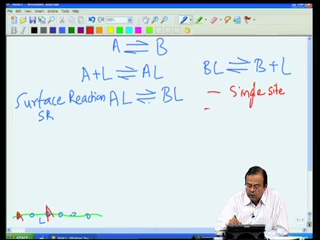 A ⇌ B
A+L ⇌ AL
BL ⇌ B+L
Surface Reaction AL ⇌ BL
SR
— Single site
—
A L A